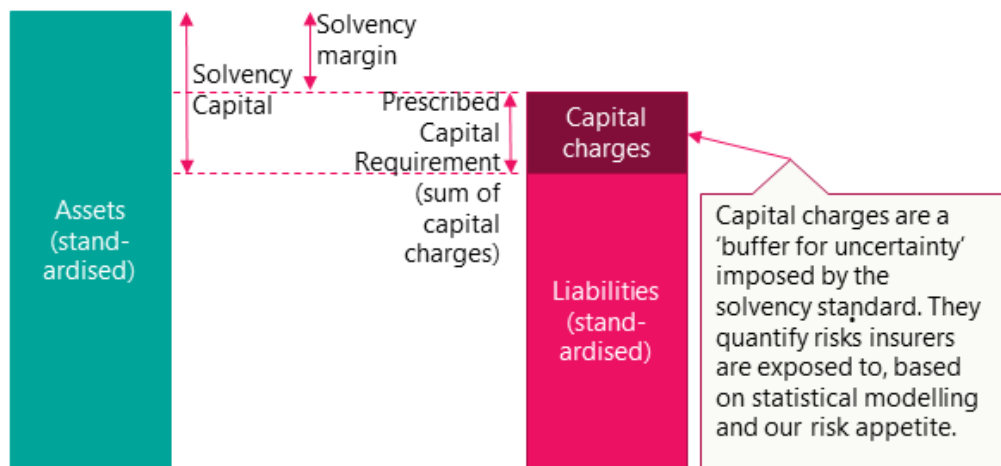 Solvency
margin
Solvency
Capital
Prescribed
Capital
Requirement
(sum of
capital
charges)
Capital
charges
Assets
(stand-
ardised)
Liabilities
(stand-
ardised)
Capital charges are a
‘buffer for uncertainty’
imposed by the
solvency standard. They
quantify risks insurers
are exposed to, based
on statistical modelling
and our risk appetite.